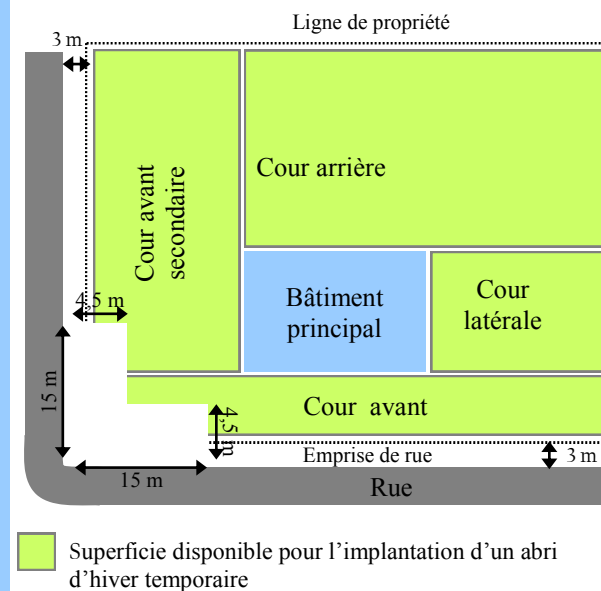 Ligne de propriété
3 m
Cour avant
secondaire
Cour arrière
Bâtiment
principal
Cour
latérale
4,5 m
15 m
Cour avant
4,5 m
Emprise de rue
3 m
15 m
Rue
Superficie disponible pour l’implantation d’un abri
d’hiver temporaire